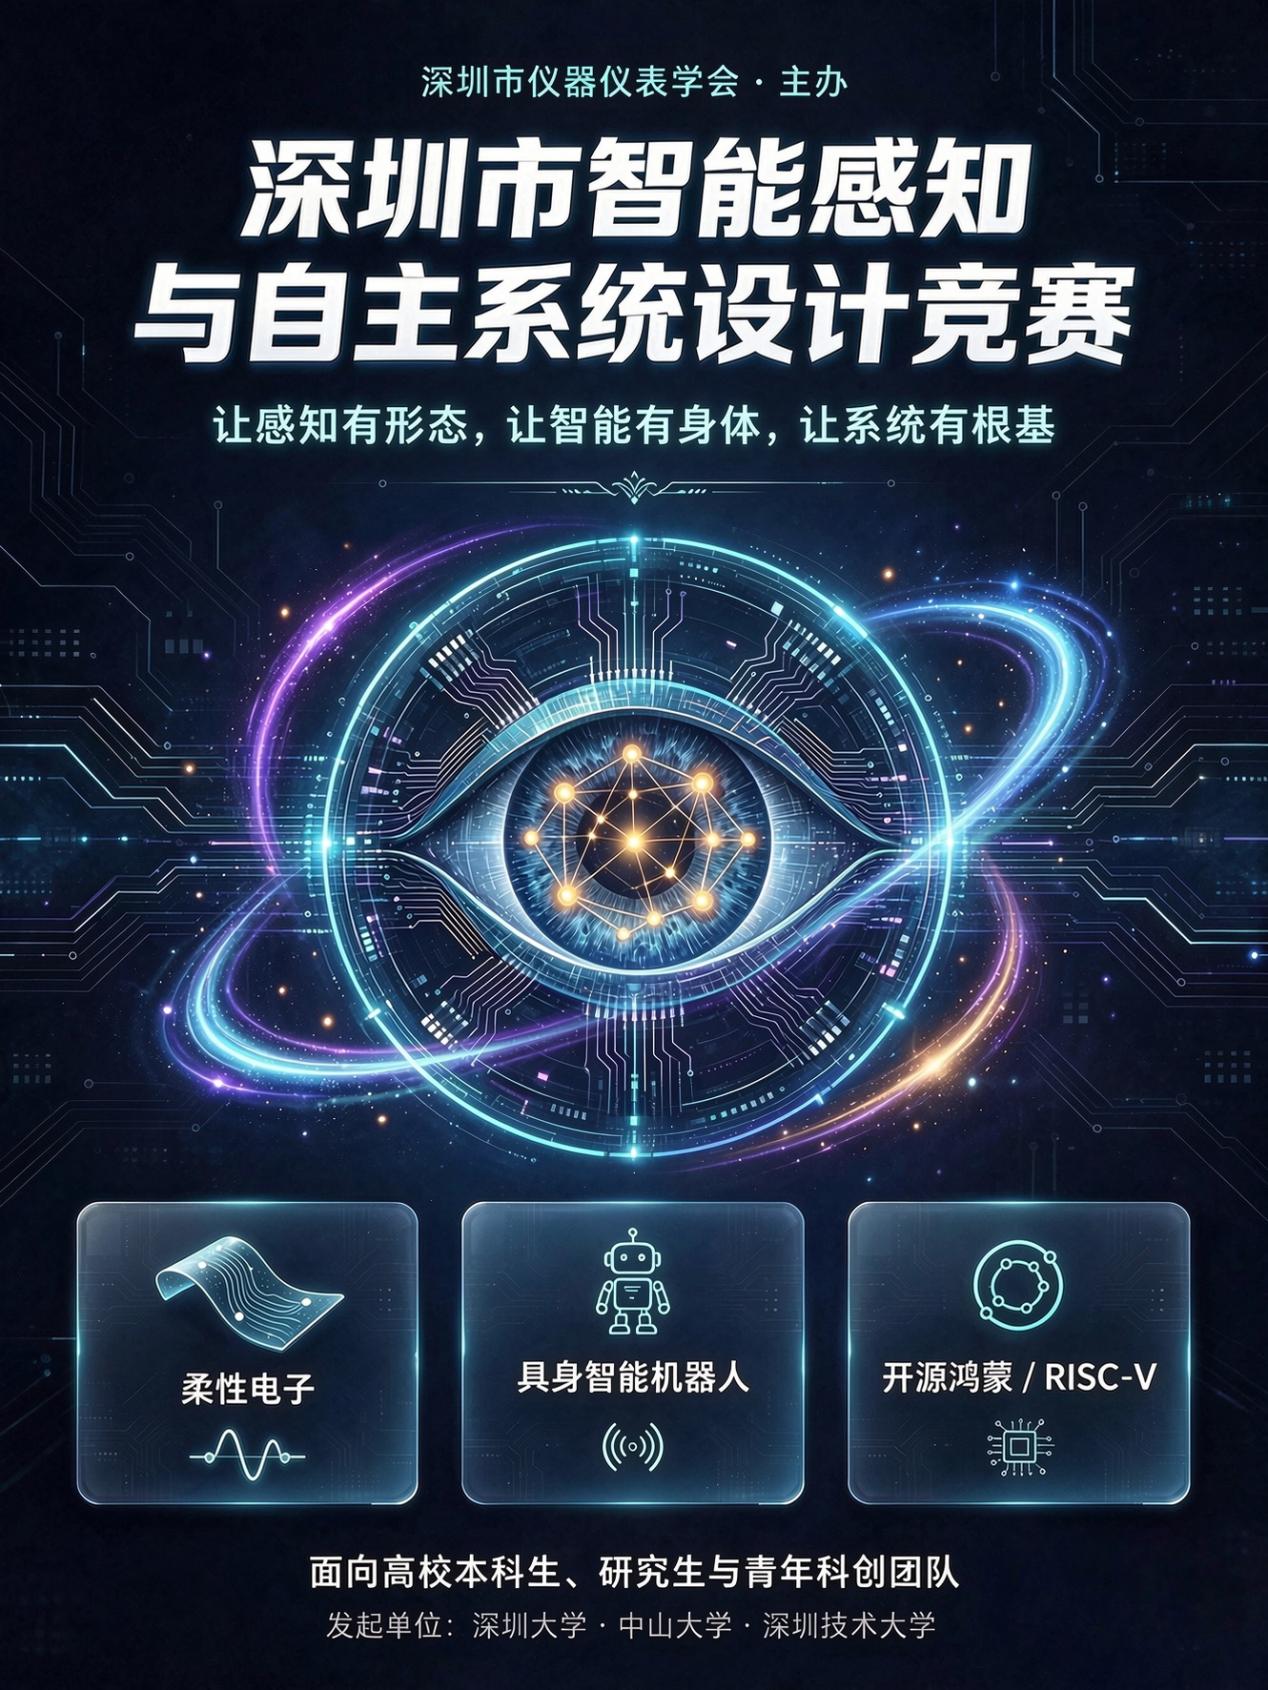 深圳市仪器仪表学会 · 主办
深圳市智能感知
与自主系统设计竞赛
让感知有形态，让智能有身体，让系统有根基
柔性电子
具身智能机器人
开源鸿蒙 / RISC-V
面向高校本科生、研究生与青年科创团队
发起单位：深圳大学 · 中山大学 · 深圳技术大学